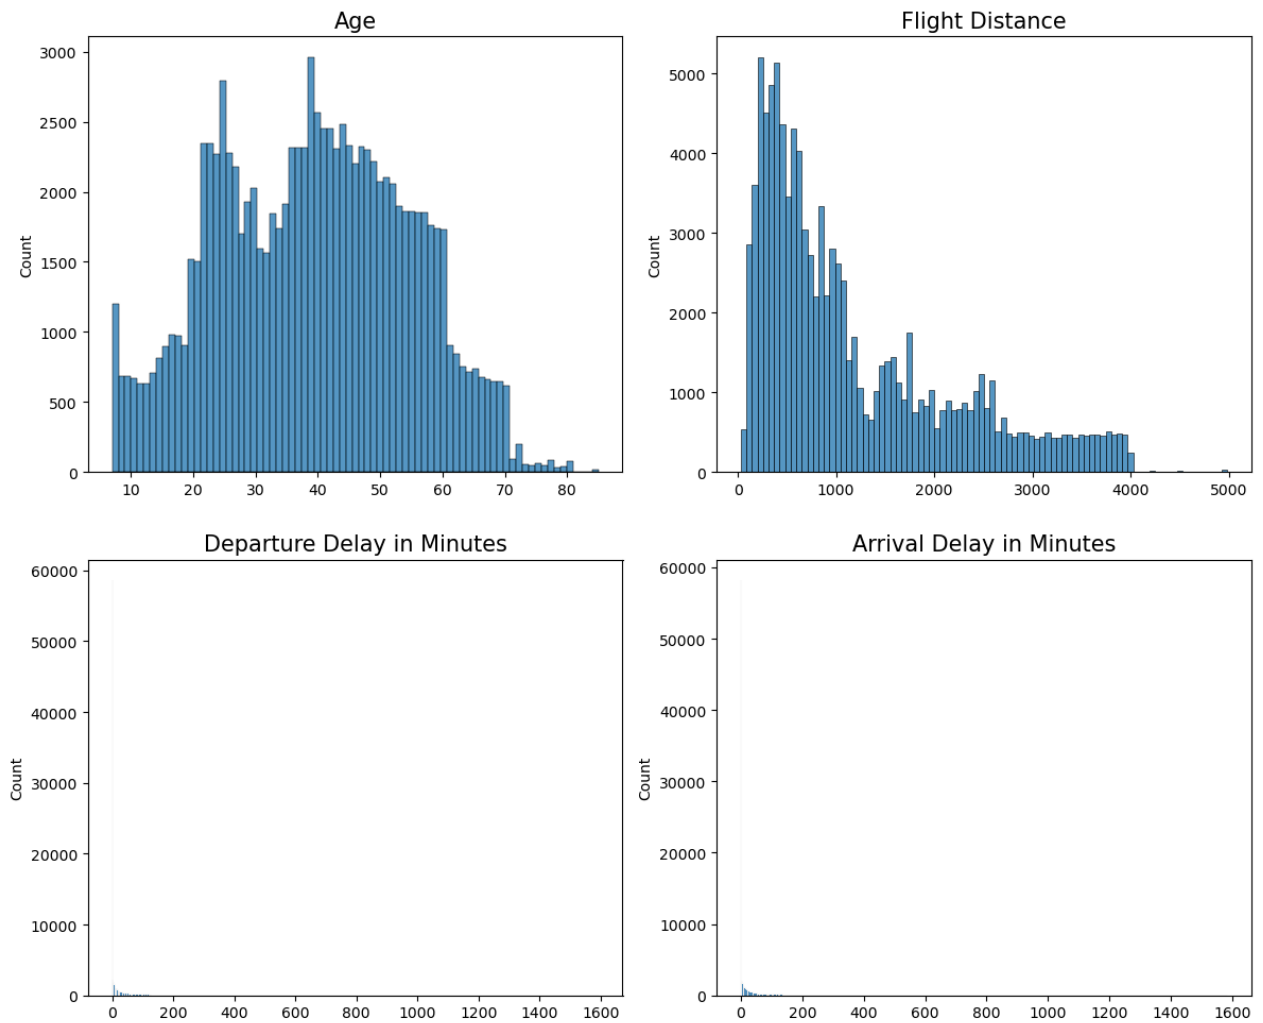 Age
3000
2500
2000
1500
1000
500
0
Count
10 20 30 40 50 60 70 80
Flight Distance
5000
4000
3000
2000
1000
0
Count
0 1000 2000 3000 4000 5000
Departure Delay in Minutes
60000
50000
40000
30000
20000
10000
0
Count
0 200 400 600 800 1000 1200 1400 1600
Arrival Delay in Minutes
60000
50000
40000
30000
20000
10000
0
Count
0 200 400 600 800 1000 1200 1400 1600